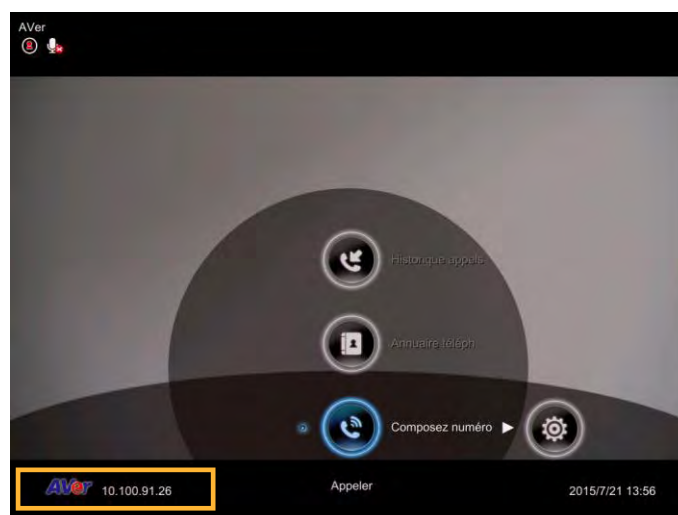 AVer
Historique appels
Annuaire téléph
Composez numéro
AVer 10.100.91.26
Appeler
2015/7/21 13:56